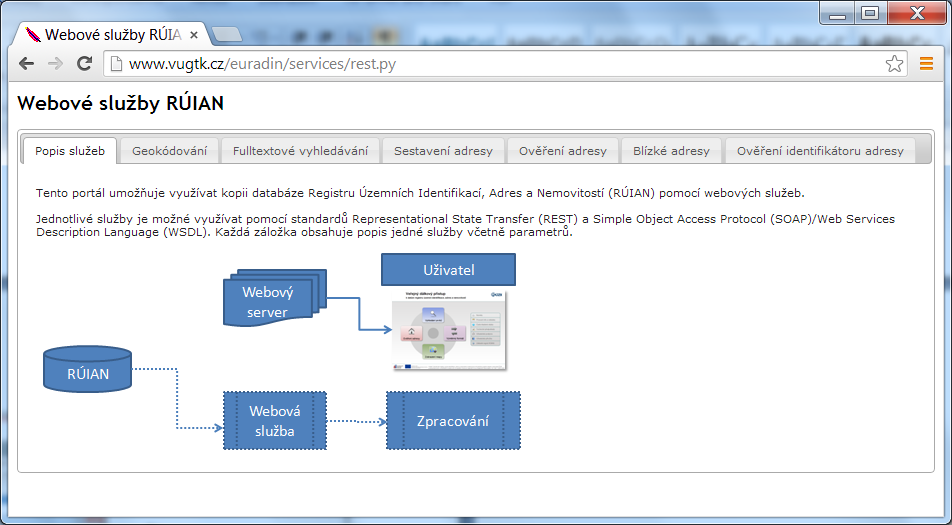 Webové služby RÚIA
www.vugtk.cz/euradin/services/rest.py
Webové služby RÚIAN
Popis služeb
Geokódování
Fulltextové vyhledávání
Sestavení adresy
Ověření adresy
Blízké adresy
Ověření identifikátoru adresy
Tento portál umožňuje využívat kopii databáze Registru Územních Identifikací, Adres a Nemovitostí (RÚIAN) pomocí webových služeb.
Jednotlivé služby je možné využívat pomocí standardů Representational State Transfer (REST) a Simple Object Access Protocol (SOAP)/Web Services
Description Language (WSDL). Každá záložka obsahuje popis jedné služby včetně parametrů.
Uživatel
Webový
server
RÚIAN
Webová
služba
Zpracování